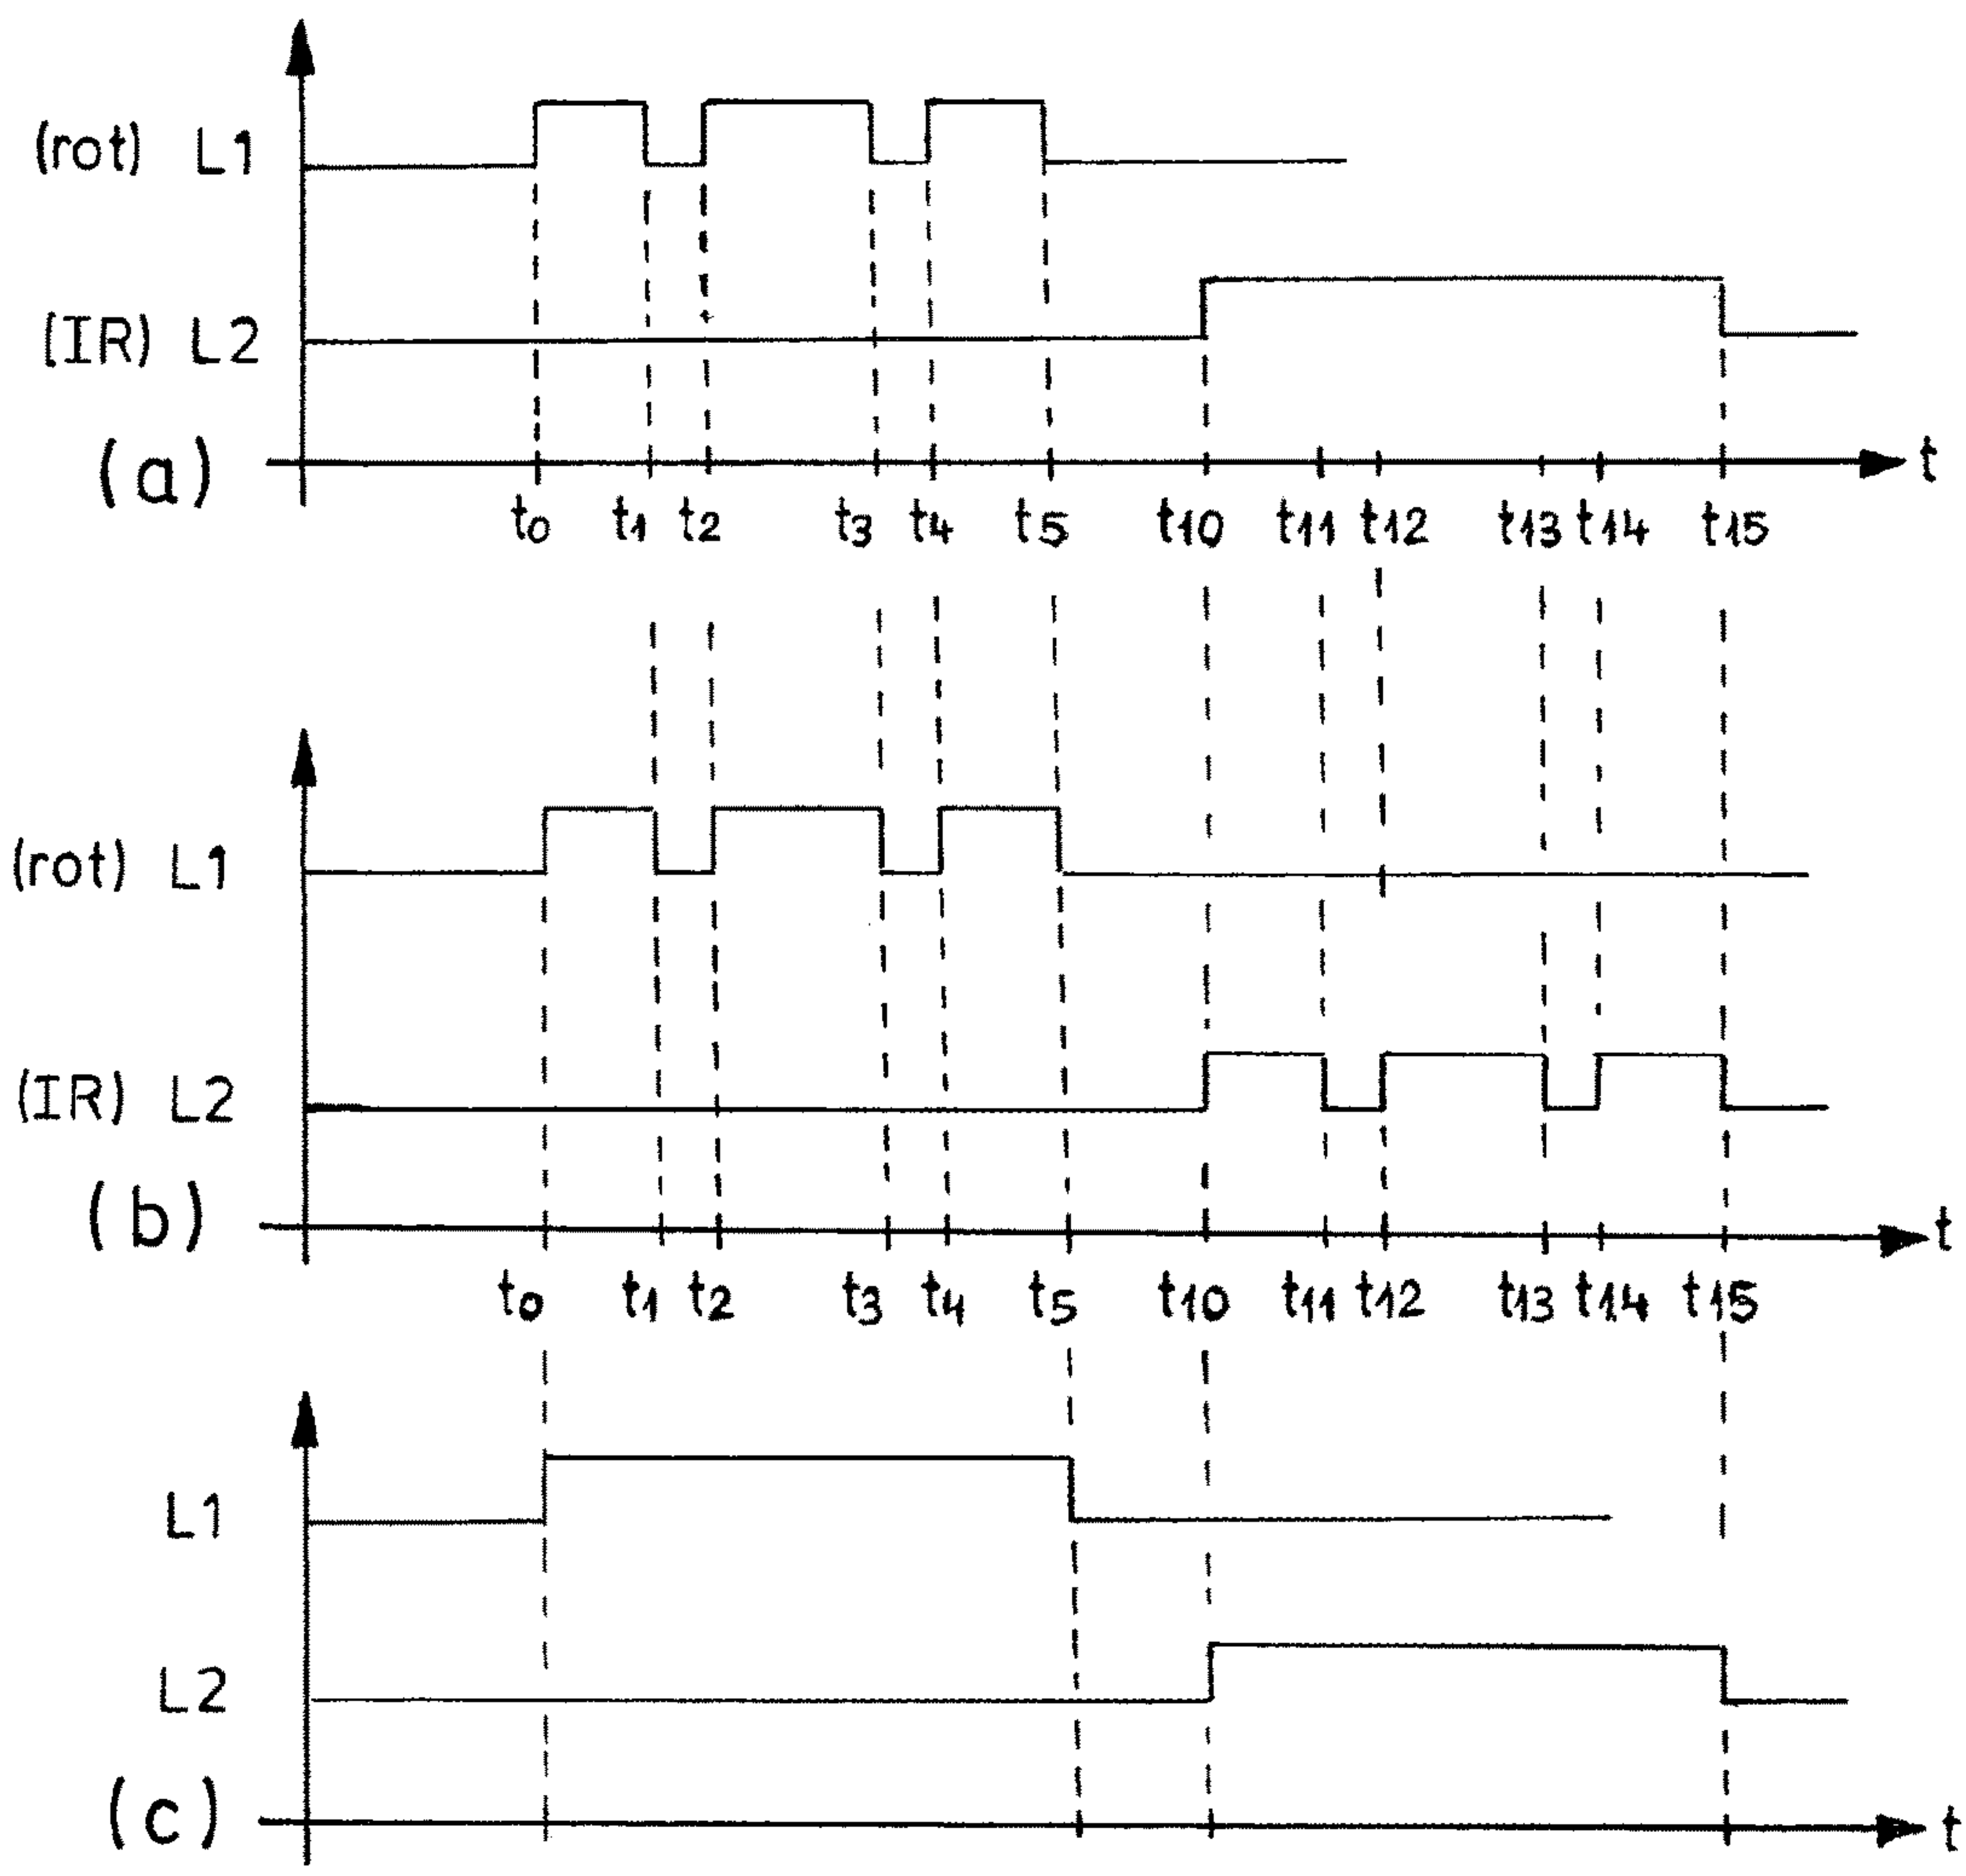 (rot) L1
(IR) L2
(a)
t
t0 t1 t2 t3 t4 t5 t10 t11 t12 t13 t14 t15
(rot) L1
(IR) L2
(b)
t
t0 t1 t2 t3 t4 t5 t10 t11 t12 t13 t14 t15
L1
L2
(c)
t